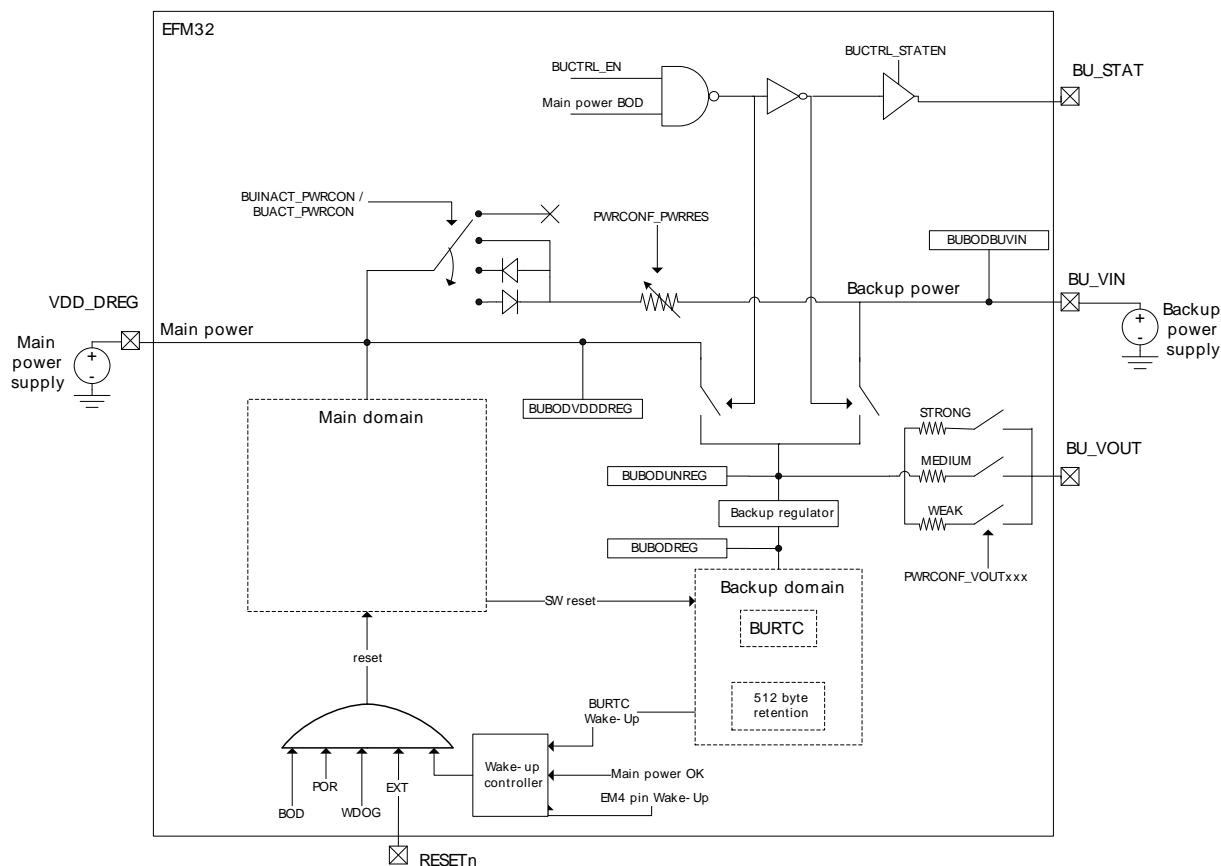 EFM32
BUCTRL_STATEN
BUCTRL_EN
BU_STAT
Main power BOD
BUINACT_PWRCON /
BUACT_PWRCON
PWRCONF_PWRRES
BUBODBUVIN
VDD_DREG
Backup power
BU_VIN
Main power
Main
power
supply
+
-
+
-
Backup
power
supply
BUBODVDDDREG
Main domain
STRONG
BU_VOUT
BUBODUNREG
MEDIUM
Backup regulator
WEAK
BUBODREG
PWRCONF_VOUTxxx
Backup domain
SW reset
BURTC
reset
512 byte
retention
BURTC
Wake-Up
Wake-up
controller
Main power OK
EM4 pin Wake-Up
BOD
POR
WDOG
EXT
RESETn